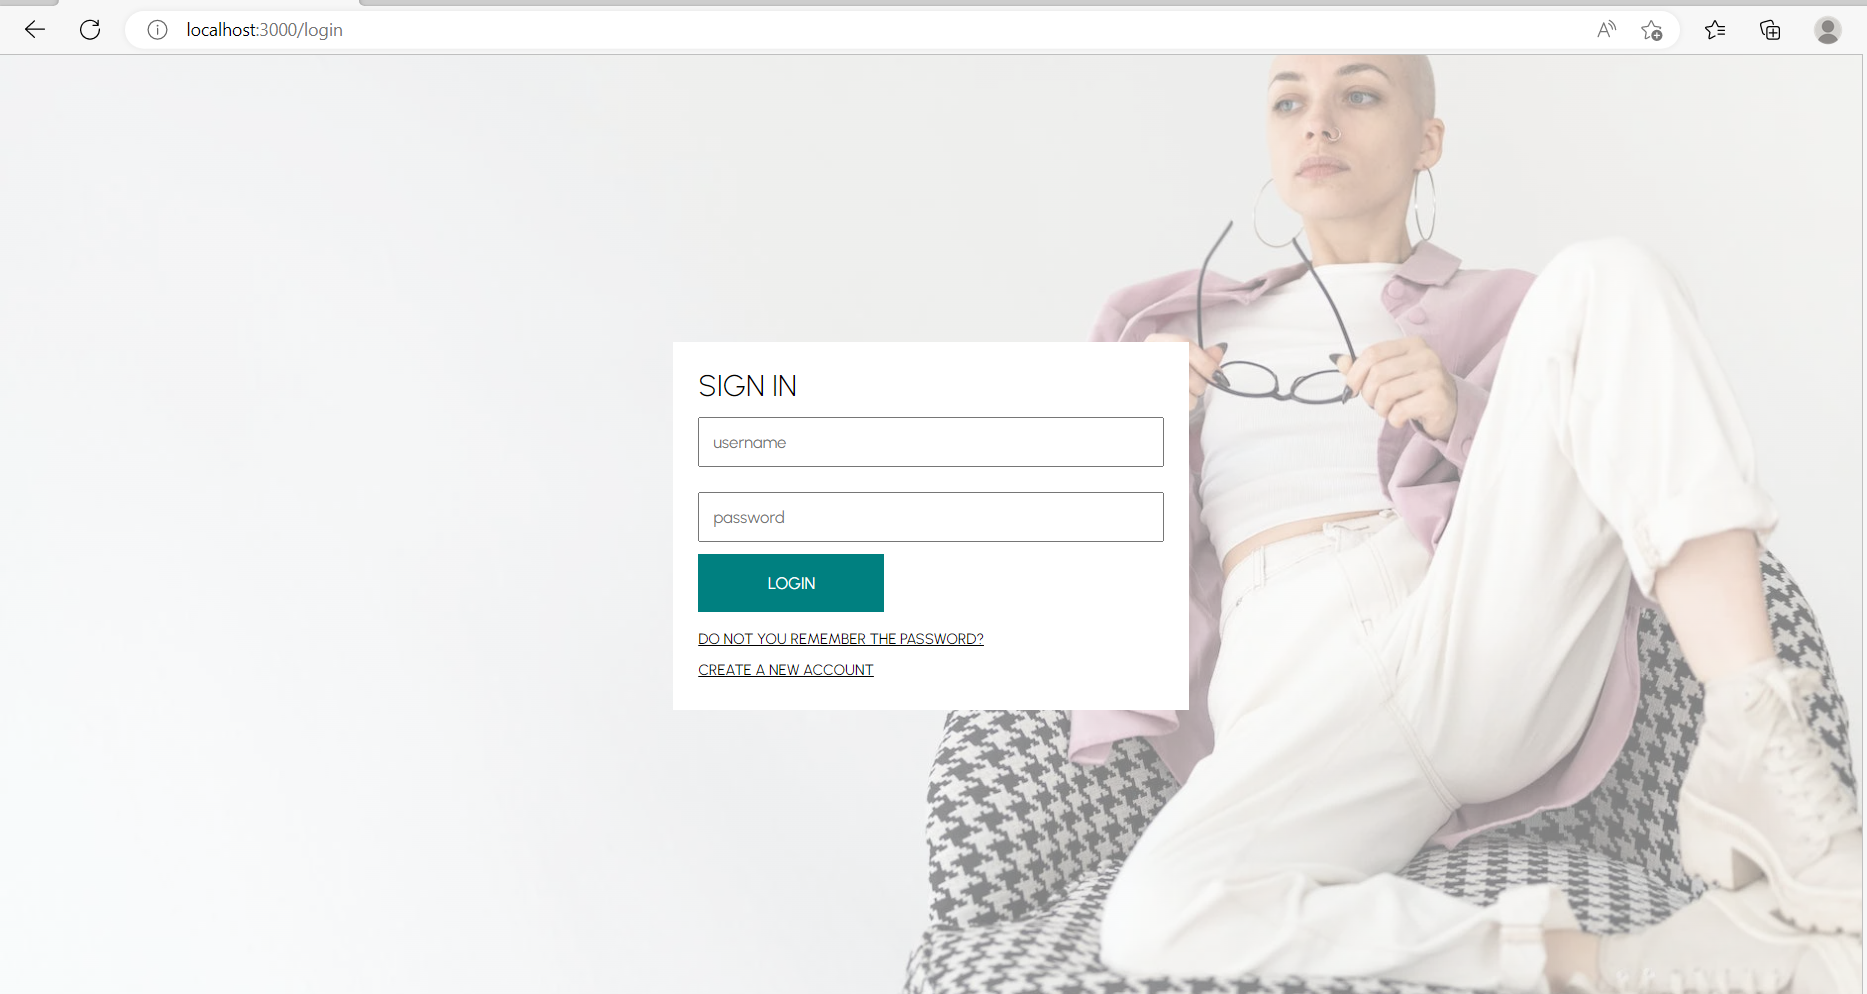 localhost:3000/login
SIGN IN
username
password
LOGIN
DO NOT YOU REMEMBER THE PASSWORD?
CREATE A NEW ACCOUNT